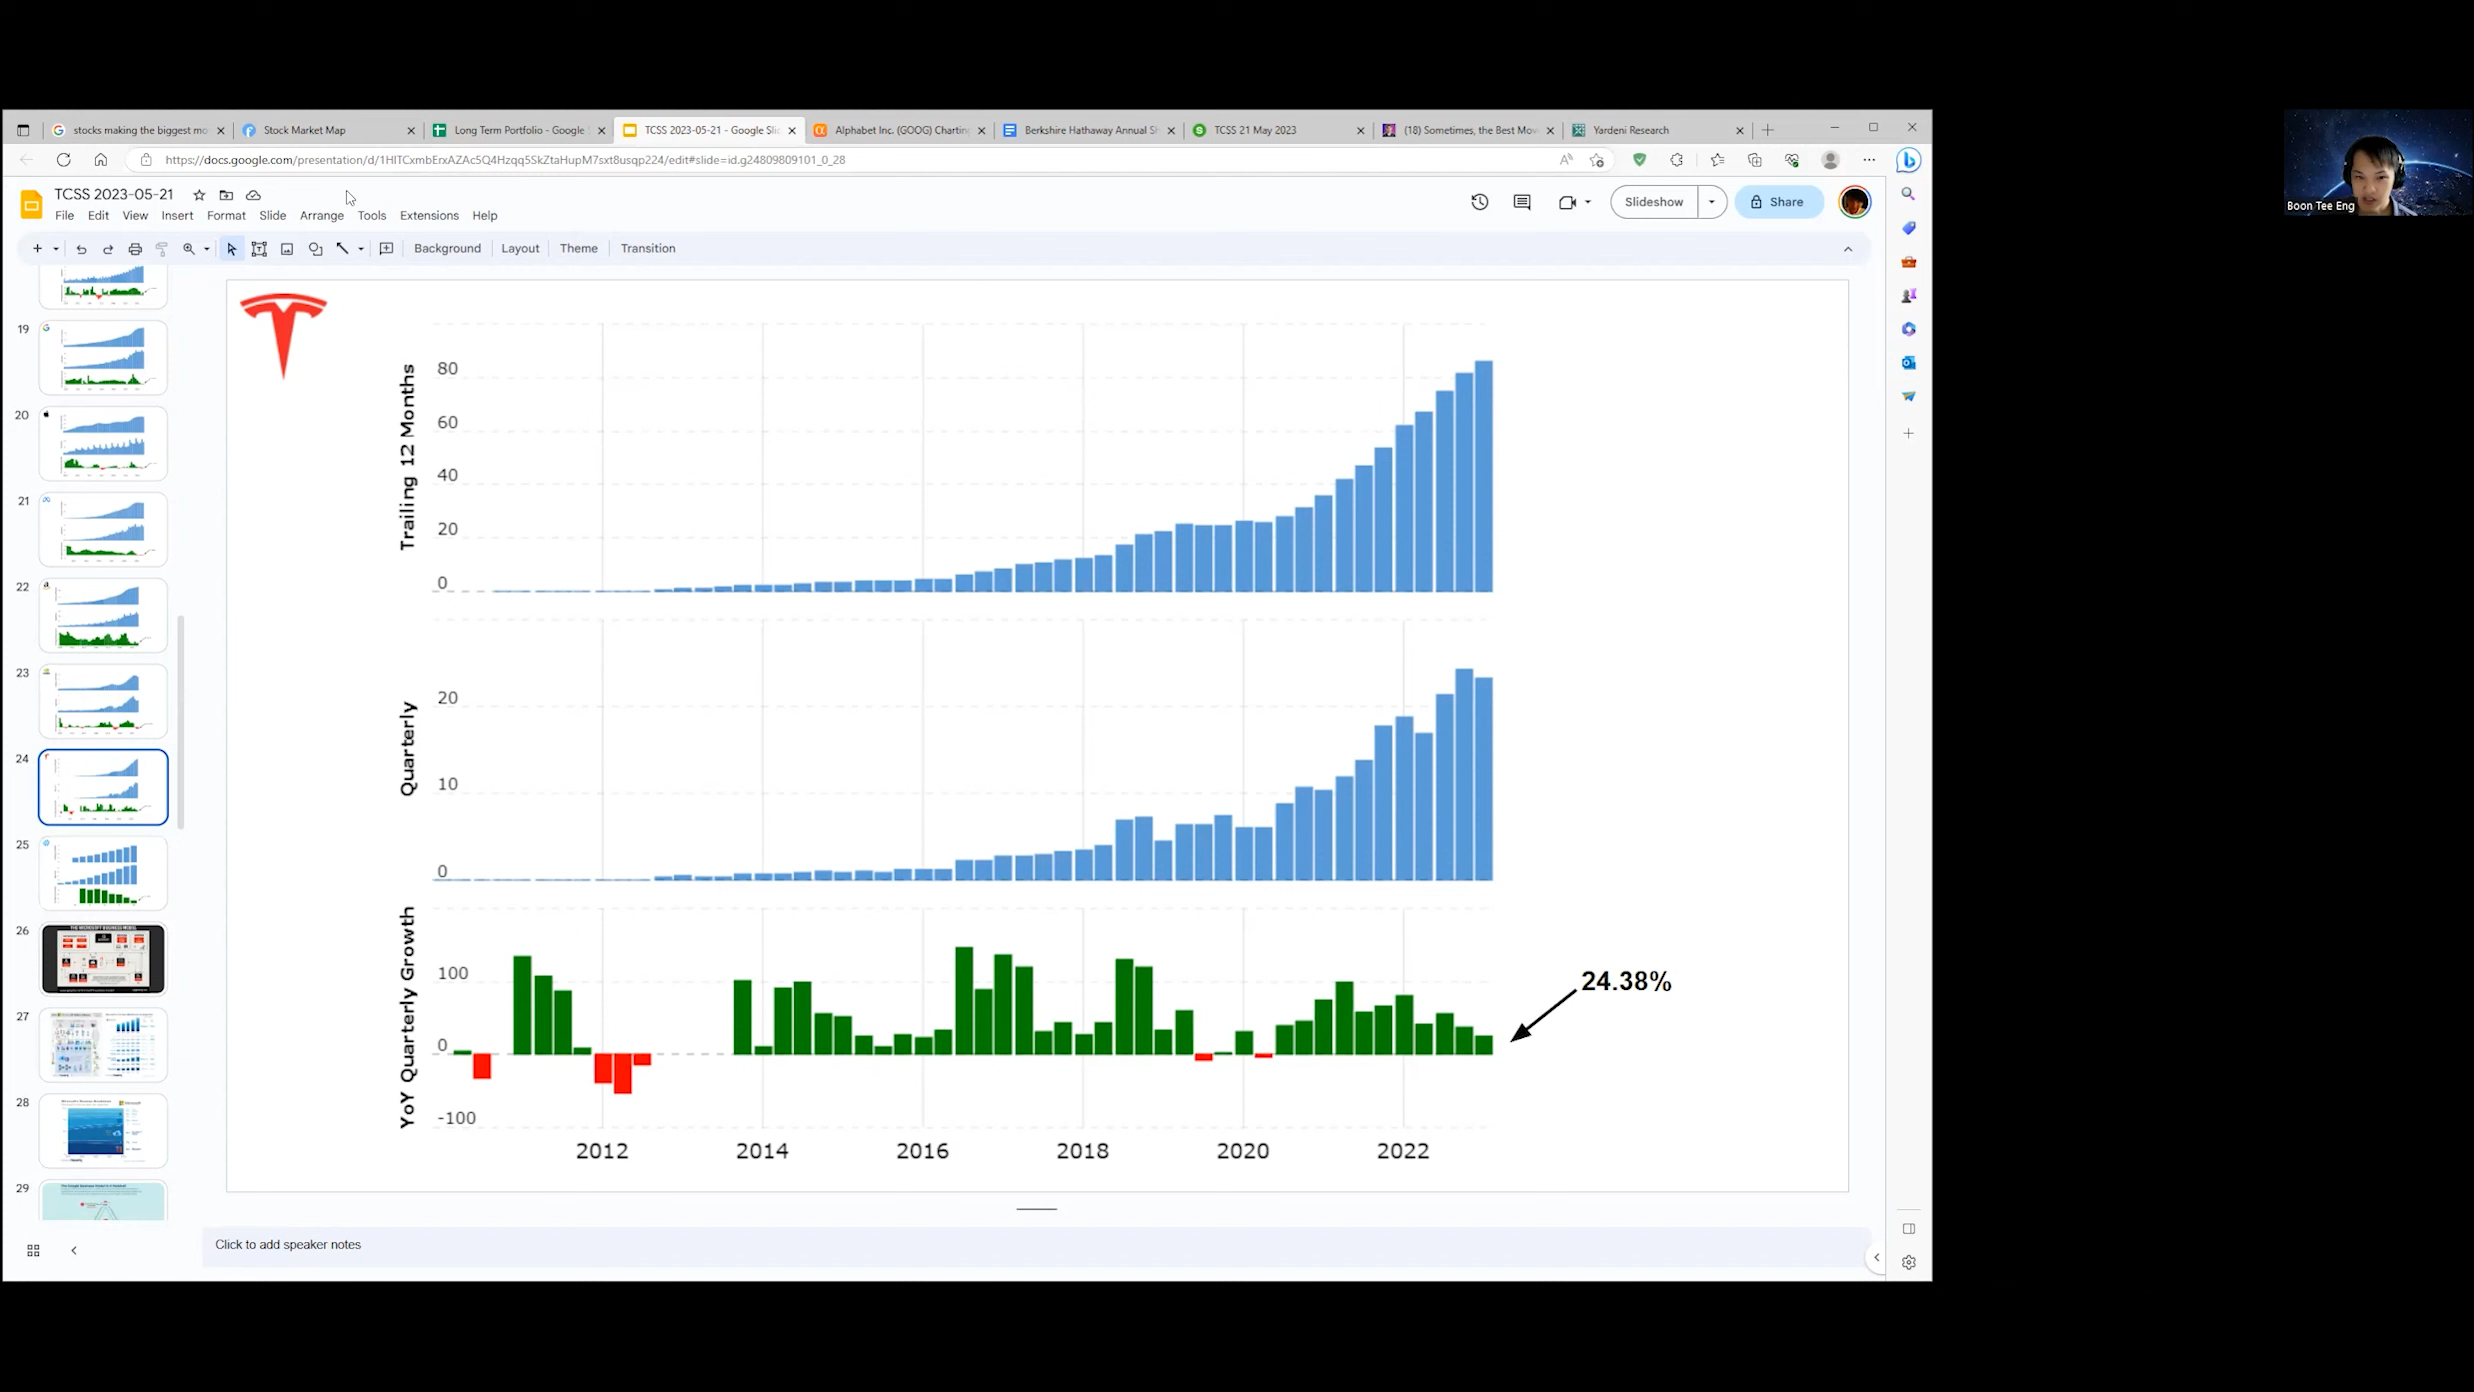 stocks making the biggest mo
Stock Market Map
Long Term Portfolio - Google
TCSS 2023-05-21 - Google Slic
Alphabet Inc. (GOOG) Chartin
Berkshire Hathaway Annual S
TCSS 21 May 2023
(18) Sometimes, the Best Mov
Yardeni Research
https://docs.google.com/presentation/d/1HITCxmbErxAZAc5Q4Hzqq5SkZtaHupM7sxt8usqp224/edit#slide=id.g24809809101_0_28
TCSS 2023-05-21
File Edit View Insert Format Slide Arrange Tools Extensions Help
Slideshow
Share
Background Layout Theme Transition
Boon Tee Eng
19
20
21
22
23
24
25
26
27
28
29
Trailing 12 Months
80
60
40
20
0
Quarterly
20
10
0
YoY Quarterly Growth
100
0
-100
24.38%
2012 2014 2016 2018 2020 2022
Click to add speaker notes